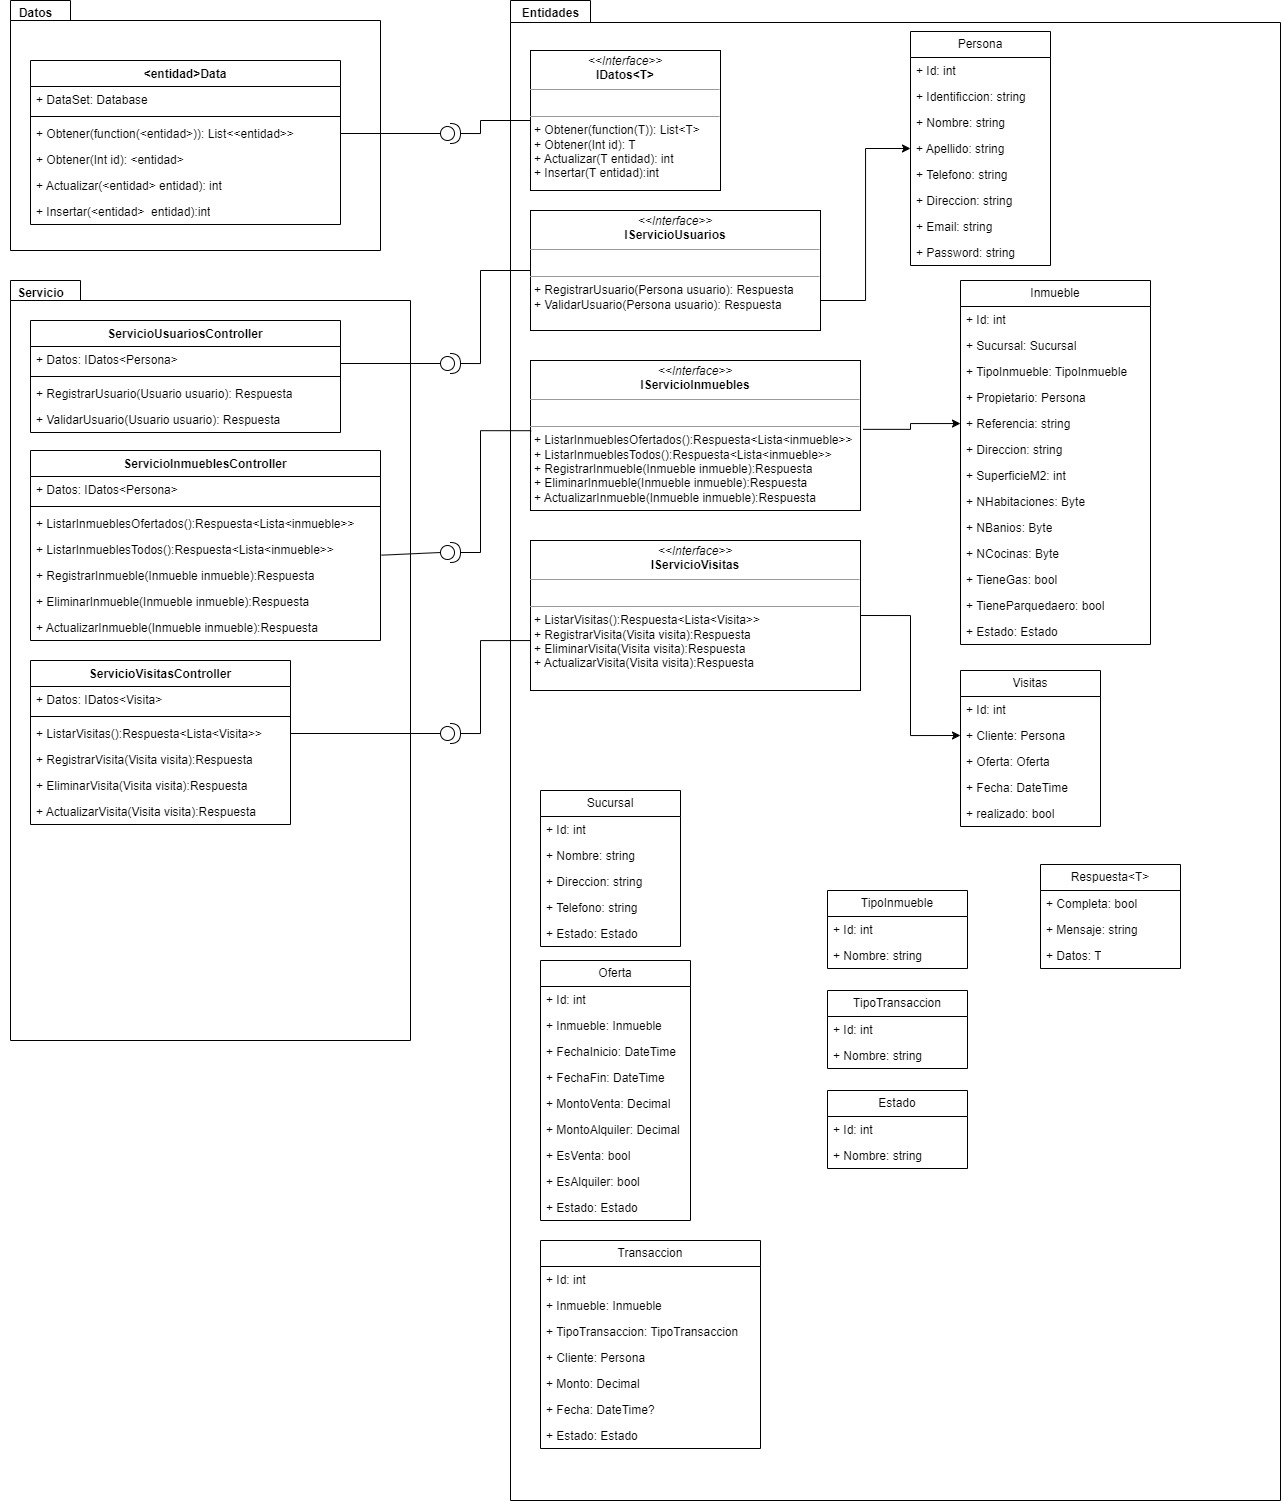 Datos
<entidad>Data
+ DataSet: Database
+ Obtener(function(<entidad>)): List<<entidad>>
+ Obtener(Int id): <entidad>
+ Actualizar(<entidad> entidad): int
+ Insertar(<entidad>  entidad):int
Servicio
ServicioUsuariosController
+ Datos: IDatos<Persona>
+ RegistrarUsuario(Usuario usuario): Respuesta
+ ValidarUsuario(Usuario usuario): Respuesta
ServicioInmueblesController
+ Datos: IDatos<Persona>
+ ListarInmueblesOfertados():Respuesta<Lista<inmueble>>
+ ListarInmueblesTodos():Respuesta<Lista<inmueble>>
+ RegistrarInmueble(Inmueble inmueble):Respuesta
+ EliminarInmueble(Inmueble inmueble):Respuesta
+ ActualizarInmueble(Inmueble inmueble):Respuesta
ServicioVisitasController
+ Datos: IDatos<Visita>
+ ListarVisitas():Respuesta<Lista<Visita>>
+ RegistrarVisita(Visita visita):Respuesta
+ EliminarVisita(Visita visita):Respuesta
+ ActualizarVisita(Visita visita):Respuesta
Entidades
<<Interface>>
IDatos<T>
+ Obtener(function(T)): List<T>
+ Obtener(Int id): T
+ Actualizar(T entidad): int
+ Insertar(T entidad):int
<<Interface>>
IServicioUsuarios
+ RegistrarUsuario(Persona usuario): Respuesta
+ ValidarUsuario(Persona usuario): Respuesta
<<Interface>>
IServicioInmuebles
+ ListarInmueblesOfertados():Respuesta<Lista<inmueble>>
+ ListarInmueblesTodos():Respuesta<Lista<inmueble>>
+ RegistrarInmueble(Inmueble inmueble):Respuesta
+ EliminarInmueble(Inmueble inmueble):Respuesta
+ ActualizarInmueble(Inmueble inmueble):Respuesta
<<Interface>>
IServicioVisitas
+ ListarVisitas():Respuesta<Lista<Visita>>
+ RegistrarVisita(Visita visita):Respuesta
+ EliminarVisita(Visita visita):Respuesta
+ ActualizarVisita(Visita visita):Respuesta
Persona
+ Id: int
+ Identificcion: string
+ Nombre: string
+ Apellido: string
+ Telefono: string
+ Direccion: string
+ Email: string
+ Password: string
Inmueble
+ Id: int
+ Sucursal: Sucursal
+ TipoInmueble: TipoInmueble
+ Propietario: Persona
+ Referencia: string
+ Direccion: string
+ SuperficieM2: int
+ NHabitaciones: Byte
+ NBanios: Byte
+ NCocinas: Byte
+ TieneGas: bool
+ TieneParquedaero: bool
+ Estado: Estado
Visitas
+ Id: int
+ Cliente: Persona
+ Oferta: Oferta
+ Fecha: DateTime
+ realizado: bool
Sucursal
+ Id: int
+ Nombre: string
+ Direccion: string
+ Telefono: string
+ Estado: Estado
Oferta
+ Id: int
+ Inmueble: Inmueble
+ FechaInicio: DateTime
+ FechaFin: DateTime
+ MontoVenta: Decimal
+ MontoAlquiler: Decimal
+ EsVenta: bool
+ EsAlquiler: bool
+ Estado: Estado
Transaccion
+ Id: int
+ Inmueble: Inmueble
+ TipoTransaccion: TipoTransaccion
+ Cliente: Persona
+ Monto: Decimal
+ Fecha: DateTime?
+ Estado: Estado
TipoInmueble
+ Id: int
+ Nombre: string
TipoTransaccion
+ Id: int
+ Nombre: string
Estado
+ Id: int
+ Nombre: string
Respuesta<T>
+ Completa: bool
+ Mensaje: string
+ Datos: T